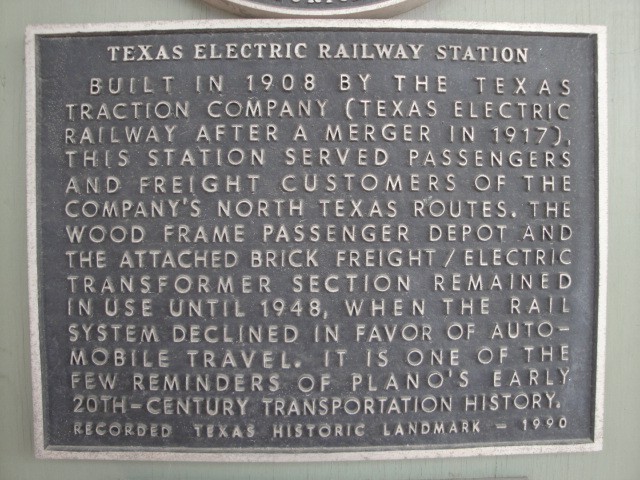 TEXAS ELECTRIC RAILWAY STATION
BUILT IN 1908 BY THE TEXAS
TRACTION COMPANY (TEXAS ELECTRIC
RAILWAY AFTER A MERGER IN 1917),
THIS STATION SERVED PASSENGERS
AND FREIGHT CUSTOMERS OF THE
COMPANY'S NORTH TEXAS ROUTES. THE
WOOD FRAME PASSENGER DEPOT AND
THE ATTACHED BRICK FREIGHT/ELECTRIC
TRANSFORMER SECTION REMAINED
IN USE UNTIL 1948, WHEN THE RAIL
SYSTEM DECLINED IN FAVOR OF AUTO-
MOBILE TRAVEL. IT IS ONE OF THE
FEW REMINDERS OF PLANO'S EARLY
20TH-CENTURY TRANSPORTATION HISTORY.
RECORDED TEXAS HISTORIC LANDMARK - 1990